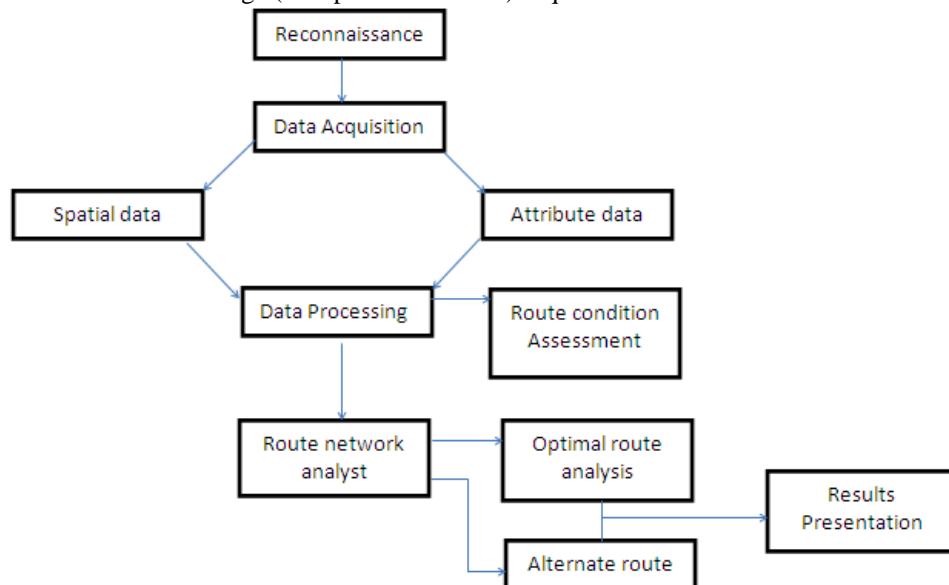 Reconnaissance
Data Acquisition
Spatial data
Attribute data
Data Processing
Route condition
Assessment
Route network
analyst
Optimal route
analysis
Results
Presentation
Alternate route